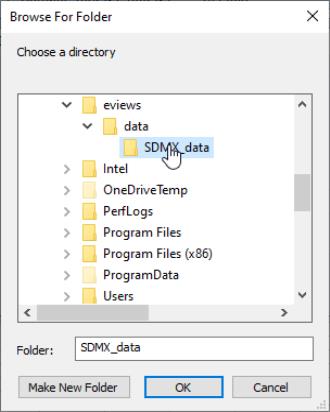 Browse For Folder
Choose a directory
eviews
data
SDMX_data
Intel
OneDriveTemp
PerfLogs
Program Files
Program Files (x86)
ProgramData
Users
Folder: SDMX_data
Make New Folder OK Cancel